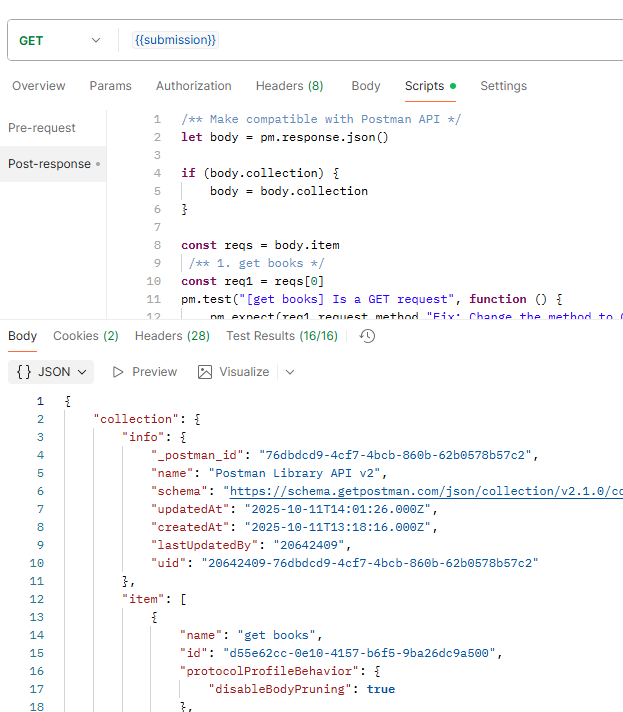 GET
{{submission}}
Overview Params Authorization Headers (8) Body Scripts Settings
Pre-request
Post-response
1 /** Make compatible with Postman API */
2 let body = pm.response.json()
3
4 if (body.collection) {
5 body = body.collection
6 }
7
8 const reqs = body.item
9 /** 1. get books */
10 const req1 = reqs[0]
11 pm.test("[get books] Is a GET request", function () {
12 pm.expect(req1.request.method,"Fix: Change the method to G
Body Cookies (2) Headers (28) Test Results (16/16)
{} JSON Preview Visualize
1 {
2 "collection": {
3 "info": {
4 "_postman_id": "76dbdcd9-4cf7-4bcb-860b-62b0578b57c2",
5 "name": "Postman Library API v2",
6 "schema": "https://schema.getpostman.com/json/collection/v2.1.0/co
7 "updatedAt": "2025-10-11T14:01:26.000Z",
8 "createdAt": "2025-10-11T13:18:16.000Z",
9 "lastUpdatedBy": "20642409",
10 "uid": "20642409-76dbdcd9-4cf7-4bcb-860b-62b0578b57c2"
11 },
12 "item": [
13 {
14 "name": "get books",
15 "id": "d55e62cc-0e10-4157-b6f5-9ba26dc9a500",
16 "protocolProfileBehavior": {
17 "disableBodyPruning": true
18 },